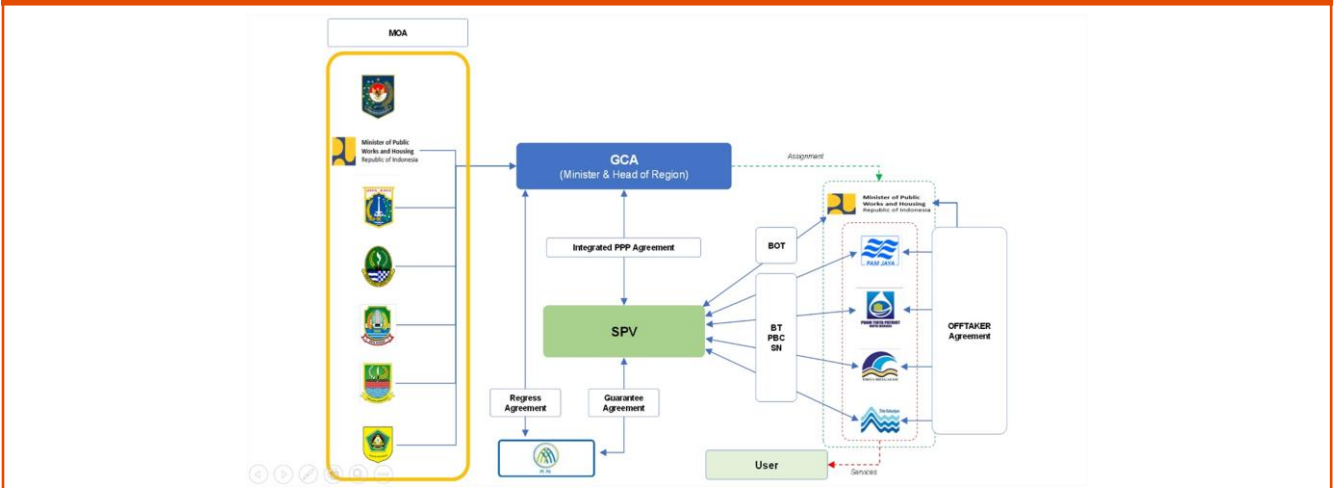 MOA
Minister of Public
Works and Housing
Republic of Indonesia
GCA
(Minister & Head of Region)
Assignment
Minister of Public
Works and Housing
Republic of Indonesia
Integrated PPP Agreement
BOT
PAM JAYA
SPV
BT
PBC
SN
OFFTAKER
Agreement
Regress
Agreement
Guarantee
Agreement
User
Services